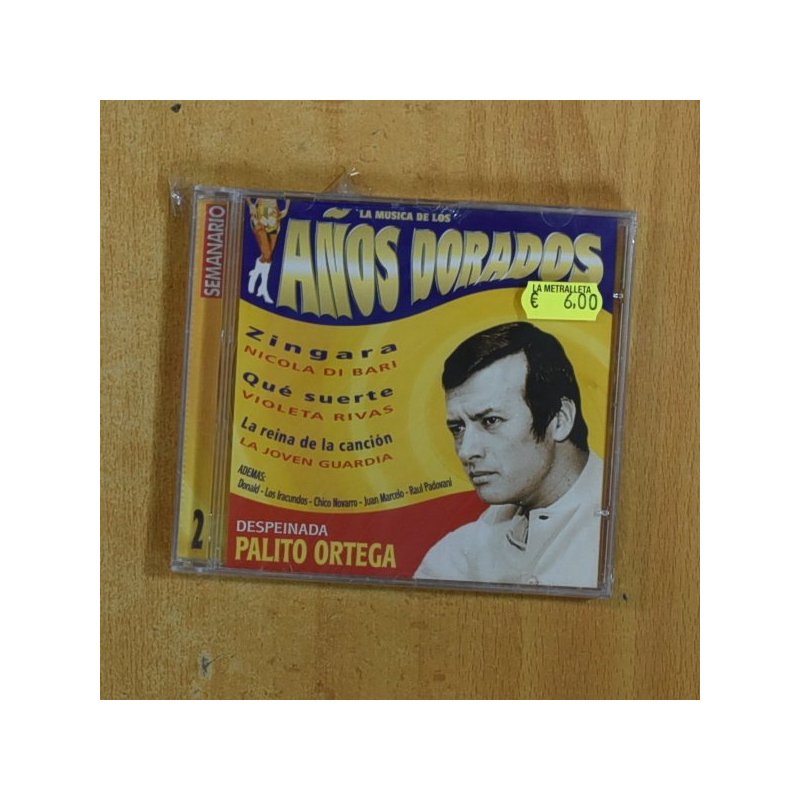 SEMANARIO
2
LA MUSICA DE LOS
AÑOS DORADOS
LA METRALLETA
€ 6,00
Zingara
NICOLA DI BARI
Qué suerte
VIOLETA RIVAS
La reina de la canción
LA JOVEN GUARDIA
ADEMAS:
Donald - Los Iracundos - Chico Novarro - Juan Marcelo - Raul Padovani
DESPEINADA
PALITO ORTEGA